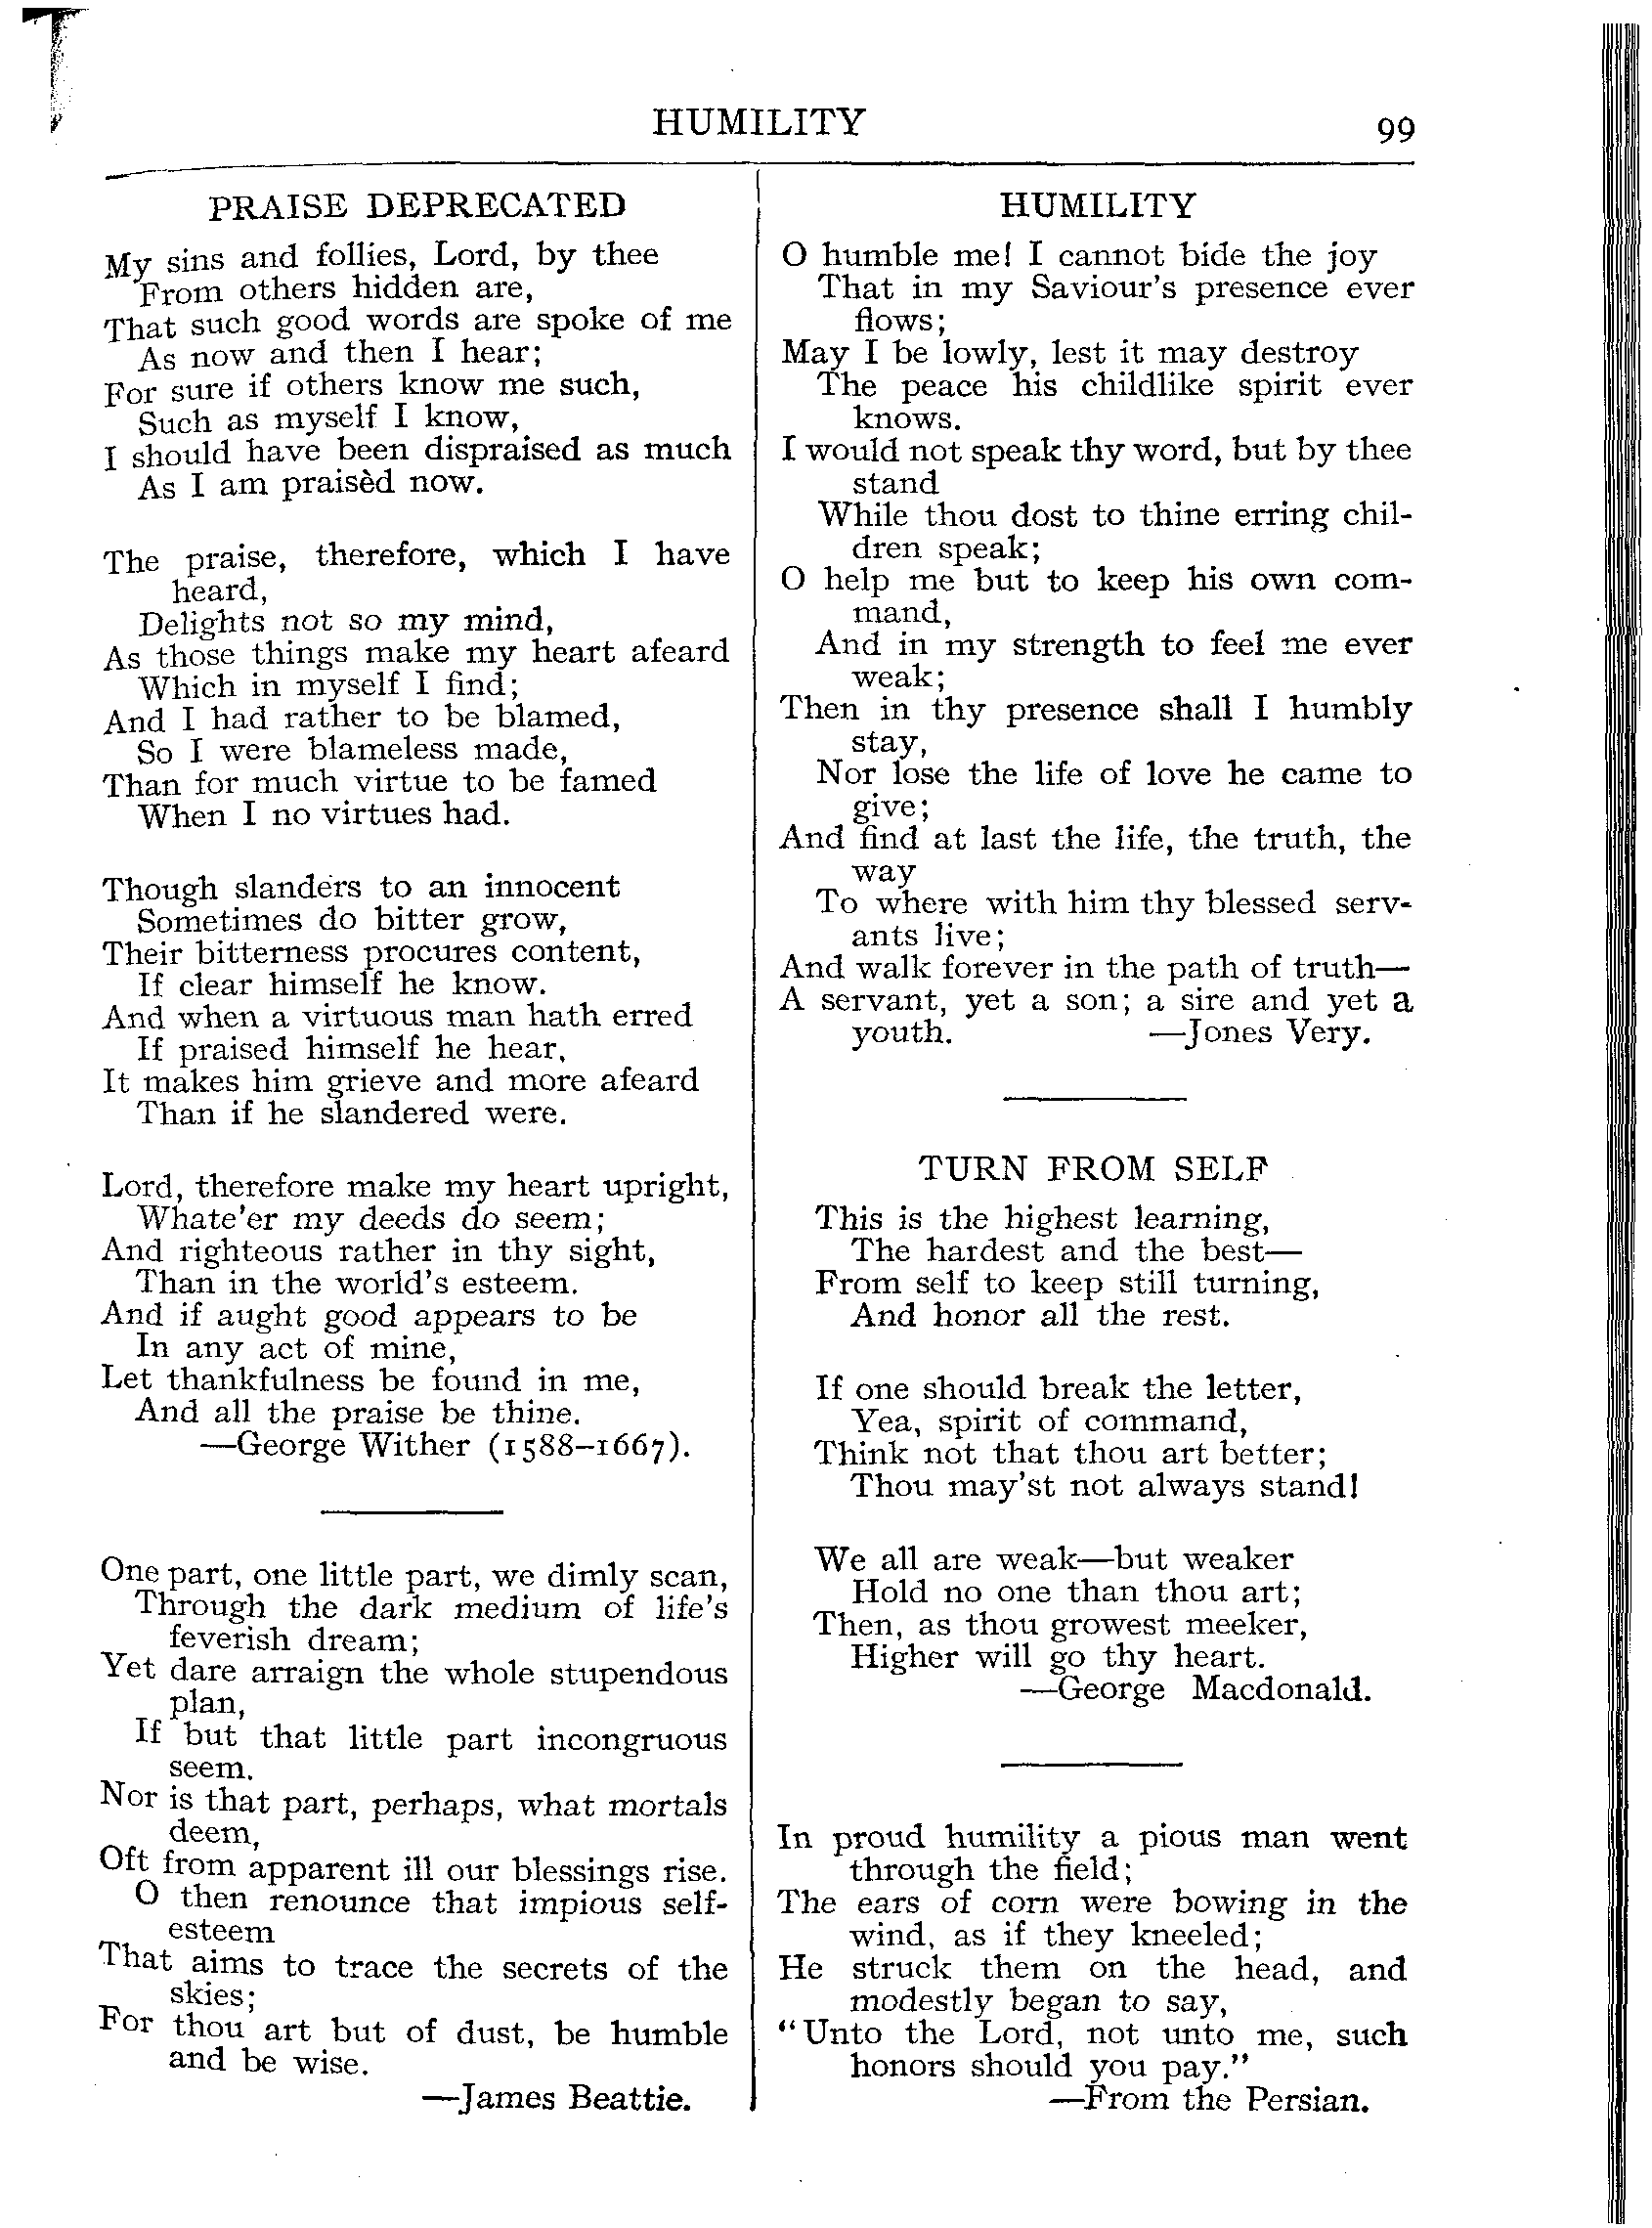 HUMILITY
99
PRAISE DEPRECATED
My sins and follies, Lord, by thee
From others hidden are,
That such good words are spoke of me
As now and then I hear;
For sure if others know me such,
Such as myself I know,
I should have been dispraised as much
As I am praisèd now.
The praise, therefore, which I have
heard,
Delights not so my mind,
As those things make my heart afeard
Which in myself I find;
And I had rather to be blamed,
So I were blameless made,
Than for much virtue to be famed
When I no virtues had.
Though slanders to an innocent
Sometimes do bitter grow,
Their bitterness procures content,
If clear himself he know.
And when a virtuous man hath erred
If praised himself he hear,
It makes him grieve and more afeard
Than if he slandered were.
Lord, therefore make my heart upright,
Whate'er my deeds do seem;
And righteous rather in thy sight,
Than in the world's esteem.
And if aught good appears to be
In any act of mine,
Let thankfulness be found in me,
And all the praise be thine.
—George Wither (1588–1667).
One part, one little part, we dimly scan,
Through the dark medium of life's
feverish dream;
Yet dare arraign the whole stupendous
plan,
If but that little part incongruous
seem.
Nor is that part, perhaps, what mortals
deem,
Oft from apparent ill our blessings rise.
O then renounce that impious self-
esteem
That aims to trace the secrets of the
skies;
For thou art but of dust, be humble
and be wise.
—James Beattie.
HUMILITY
O humble me! I cannot bide the joy
That in my Saviour's presence ever
flows;
May I be lowly, lest it may destroy
The peace his childlike spirit ever
knows.
I would not speak thy word, but by thee
stand
While thou dost to thine erring chil-
dren speak;
O help me but to keep his own com-
mand,
And in my strength to feel me ever
weak;
Then in thy presence shall I humbly
stay,
Nor lose the life of love he came to
give;
And find at last the life, the truth, the
way
To where with him thy blessed serv-
ants live;
And walk forever in the path of truth—
A servant, yet a son; a sire and yet a
youth. —Jones Very.
TURN FROM SELF
This is the highest learning,
The hardest and the best—
From self to keep still turning,
And honor all the rest.
If one should break the letter,
Yea, spirit of command,
Think not that thou art better;
Thou may'st not always stand!
We all are weak—but weaker
Hold no one than thou art;
Then, as thou growest meeker,
Higher will go thy heart.
—George Macdonald.
In proud humility a pious man went
through the field;
The ears of corn were bowing in the
wind, as if they kneeled;
He struck them on the head, and
modestly began to say,
"Unto the Lord, not unto me, such
honors should you pay."
—From the Persian.